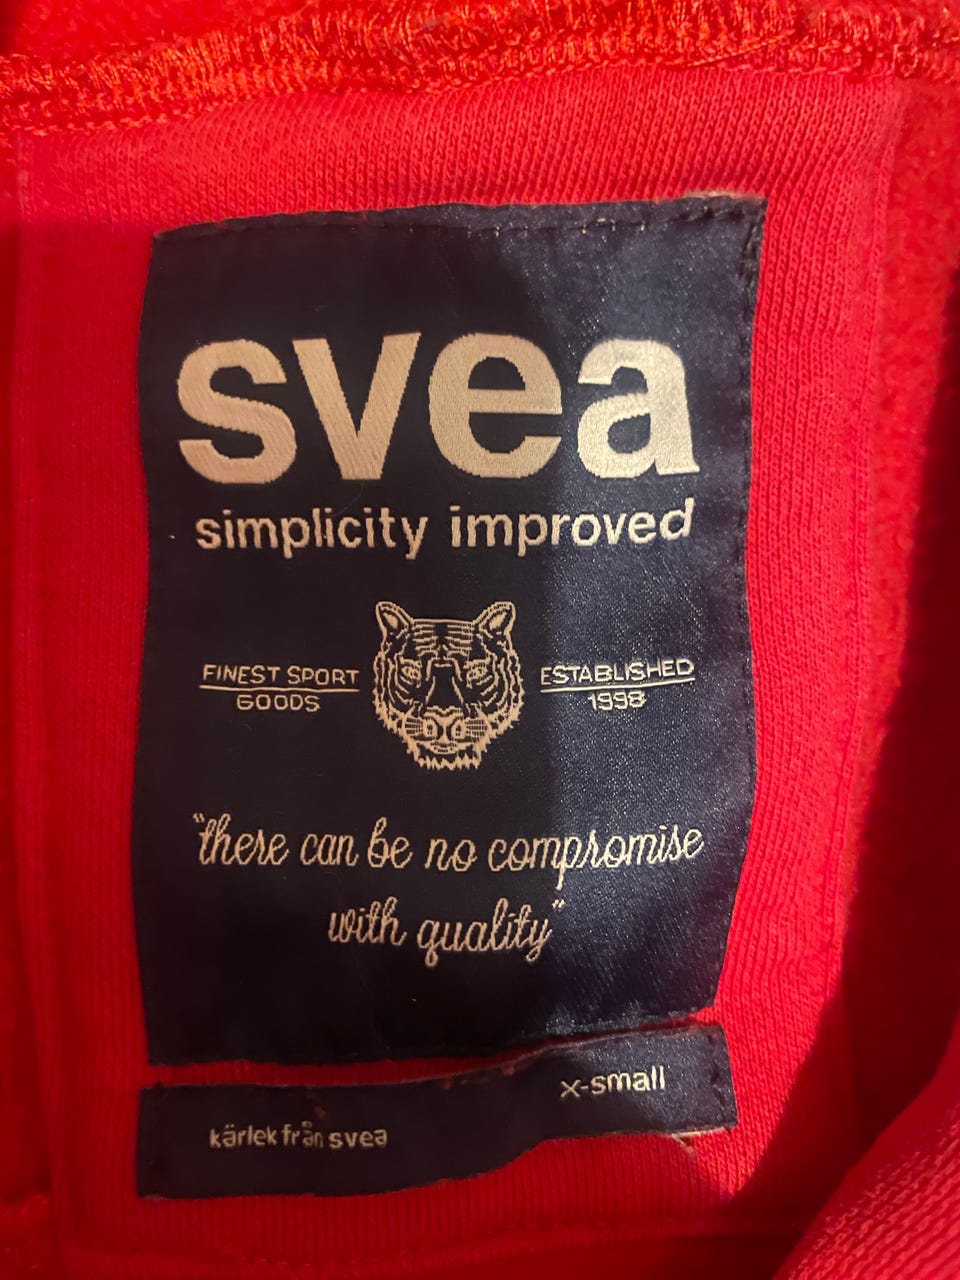 svea
simplicity improved
FINEST SPORT
GOODS
ESTABLISHED
1998
"there can be no compromise
with quality"
x-small
kärlek från svea